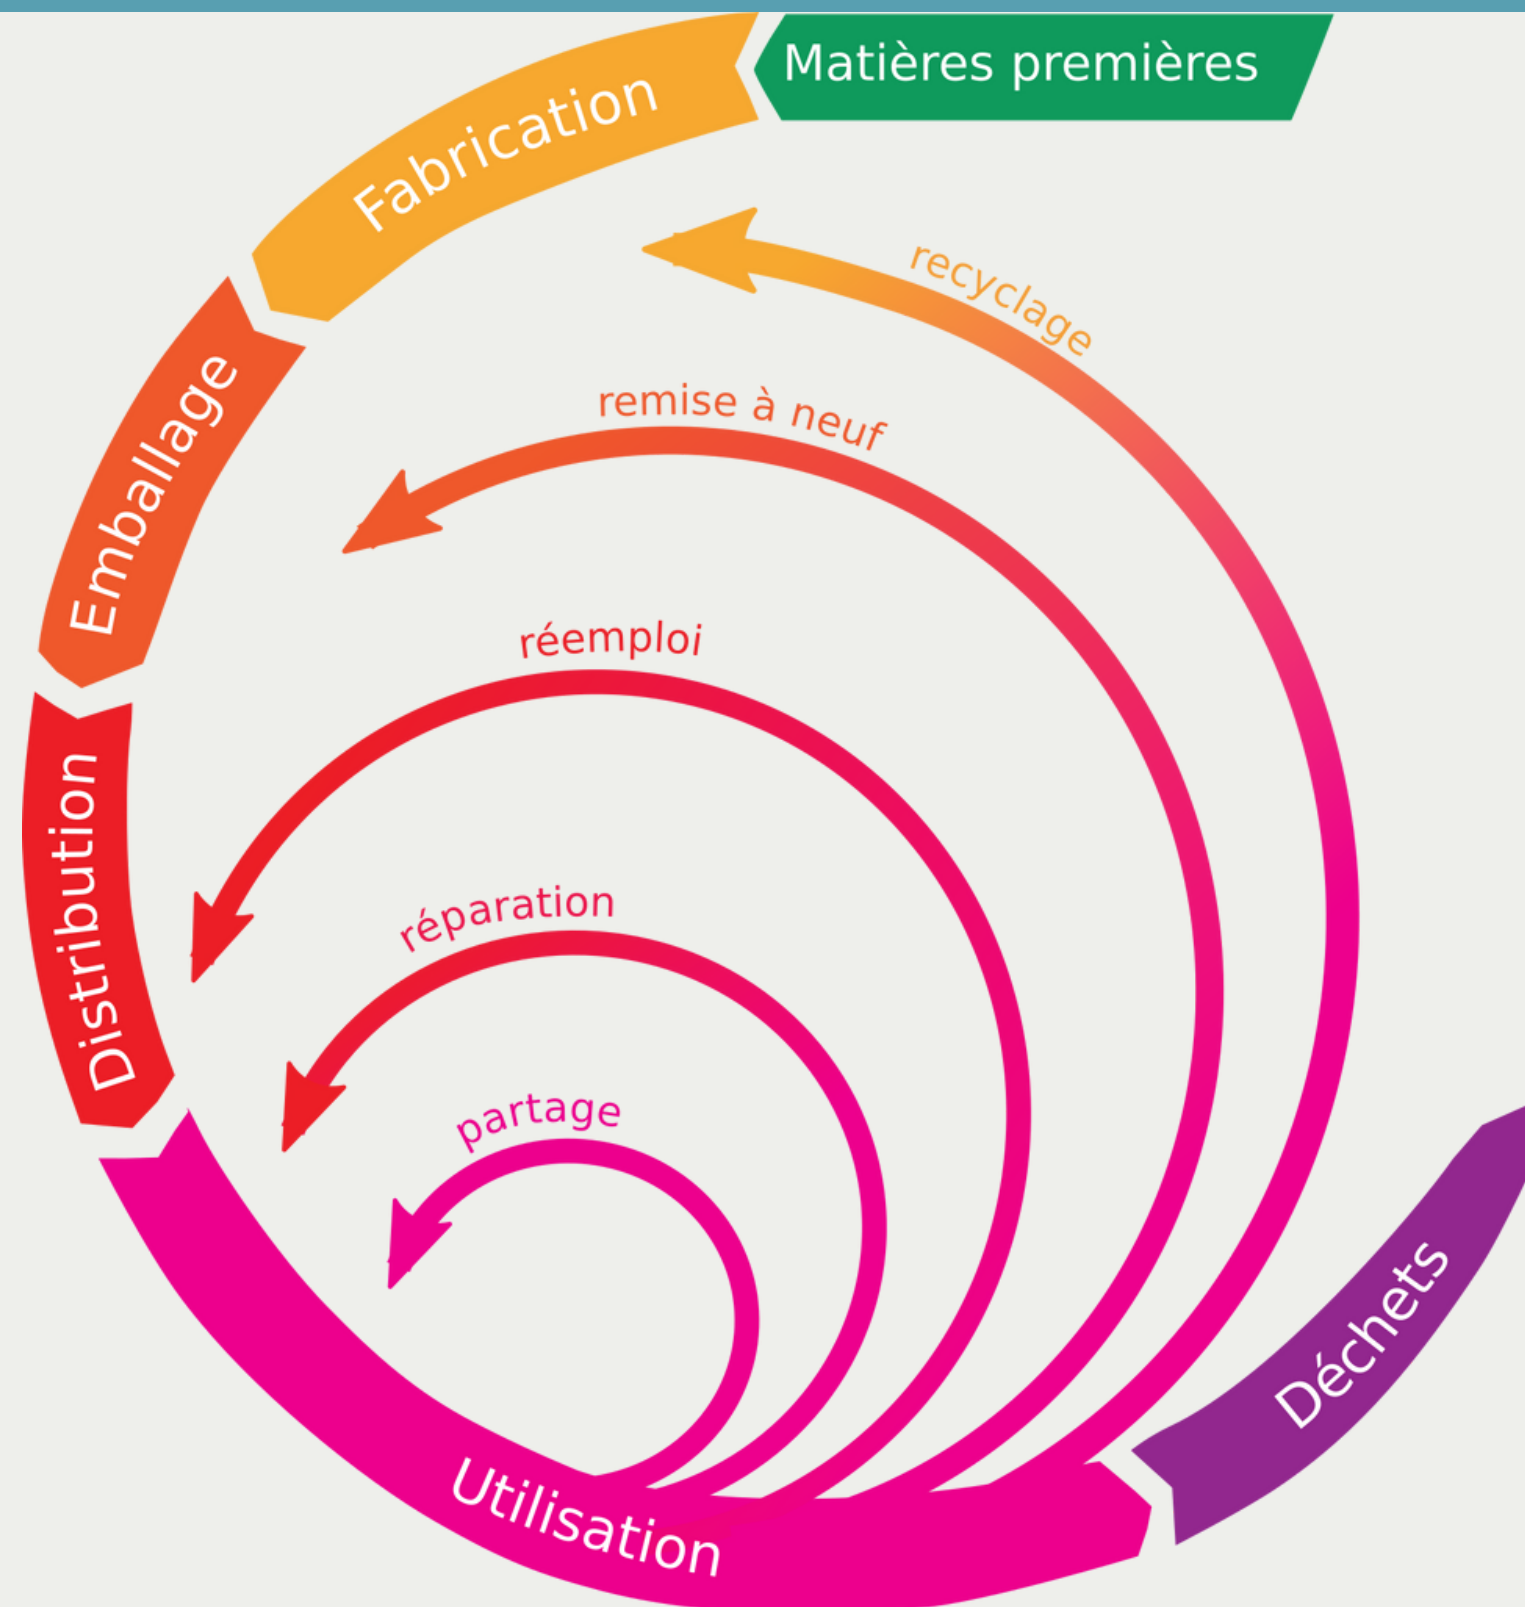 Matières premières
Fabrication
Emballage
Distribution
Utilisation
Déchets
recyclage
remise à neuf
réemploi
réparation
partage